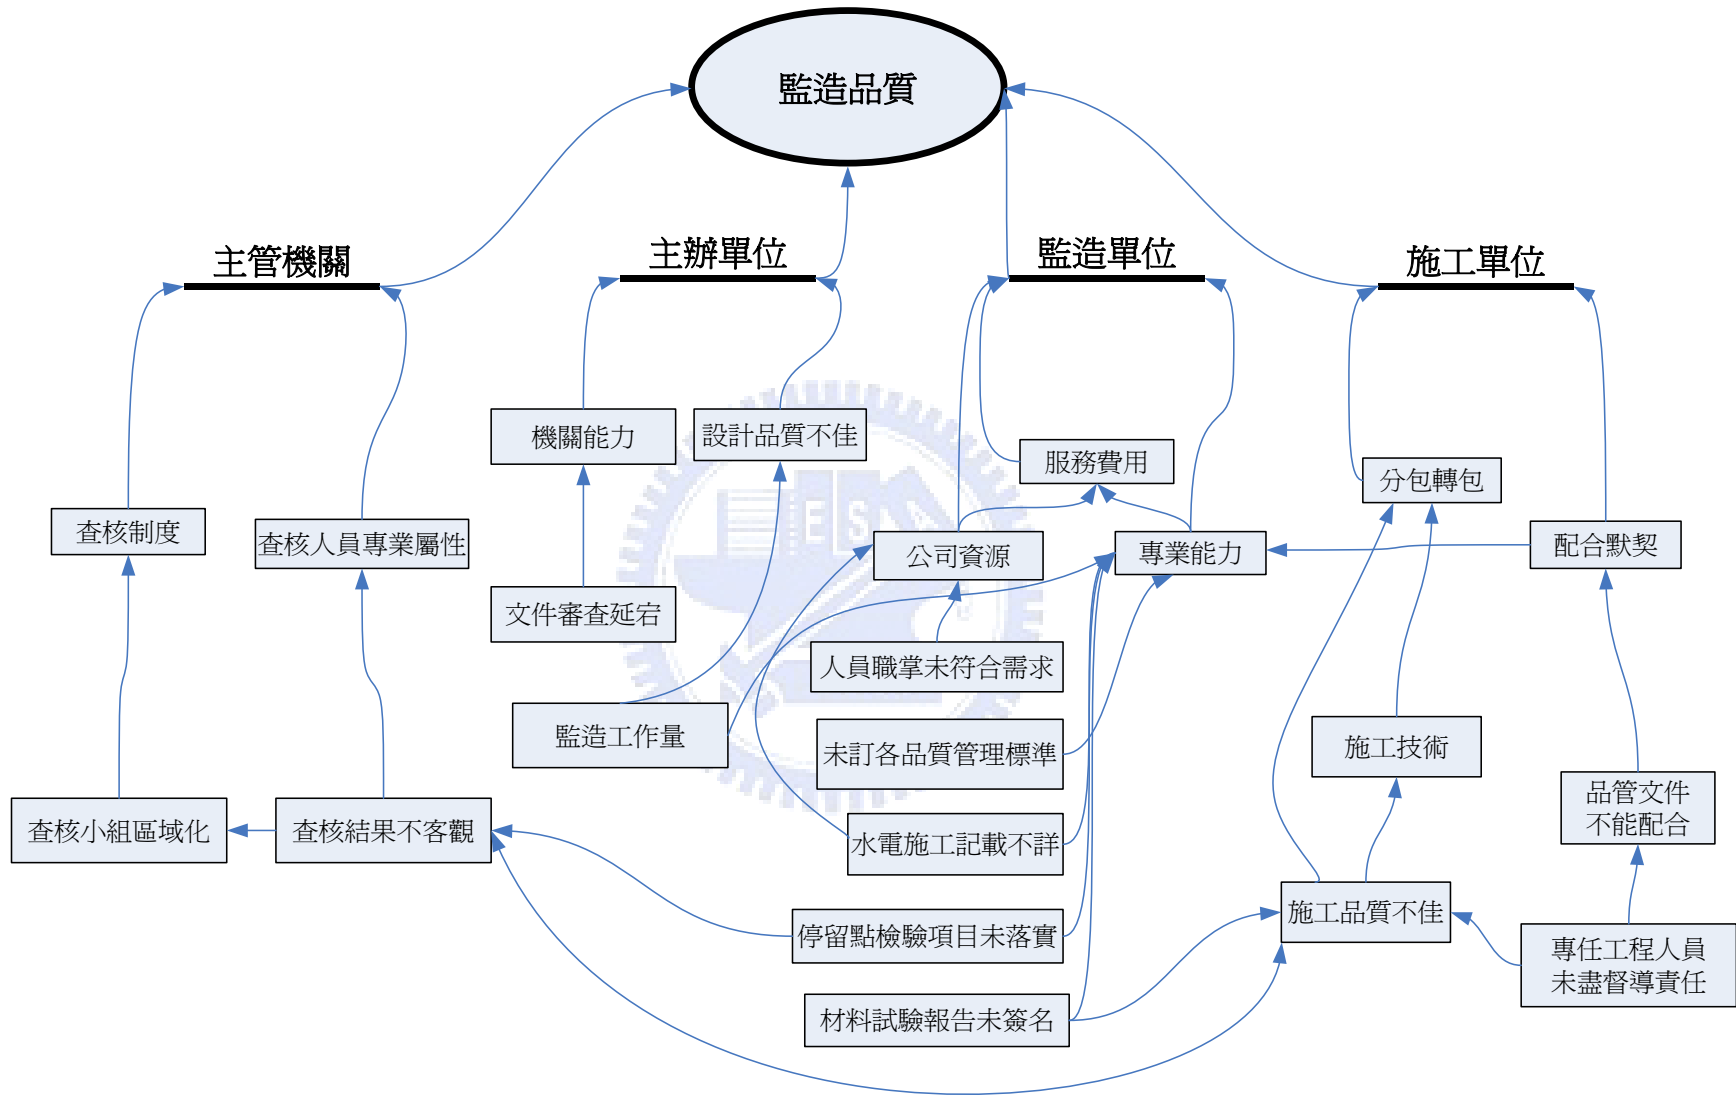 監造品質
主管機關
主辦單位
監造單位
施工單位
機關能力
設計品質不佳
服務費用
分包轉包
查核制度
查核人員專業屬性
公司資源
專業能力
配合默契
文件審查延宕
人員職掌未符合需求
監造工作量
未訂各品質管理標準
施工技術
品管文件
不能配合
查核小組區域化
查核結果不客觀
水電施工記載不詳
施工品質不佳
停留點檢驗項目未落實
專任工程人員
未盡督導責任
材料試驗報告未簽名
ES